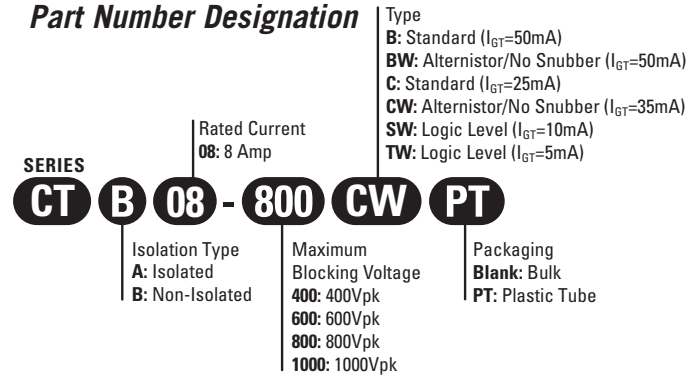 Part Number Designation
Type
B: Standard (IGT=50mA)
BW: Alternistor/No Snubber (IGT=50mA)
C: Standard (IGT=25mA)
CW: Alternistor/No Snubber (IGT=35mA)
SW: Logic Level (IGT=10mA)
TW: Logic Level (IGT=5mA)
Rated Current
08: 8 Amp
SERIES
CT B 08 - 800 CW PT
Isolation Type
A: Isolated
B: Non-Isolated
Maximum
Blocking Voltage
400: 400Vpk
600: 600Vpk
800: 800Vpk
1000: 1000Vpk
Packaging
Blank: Bulk
PT: Plastic Tube